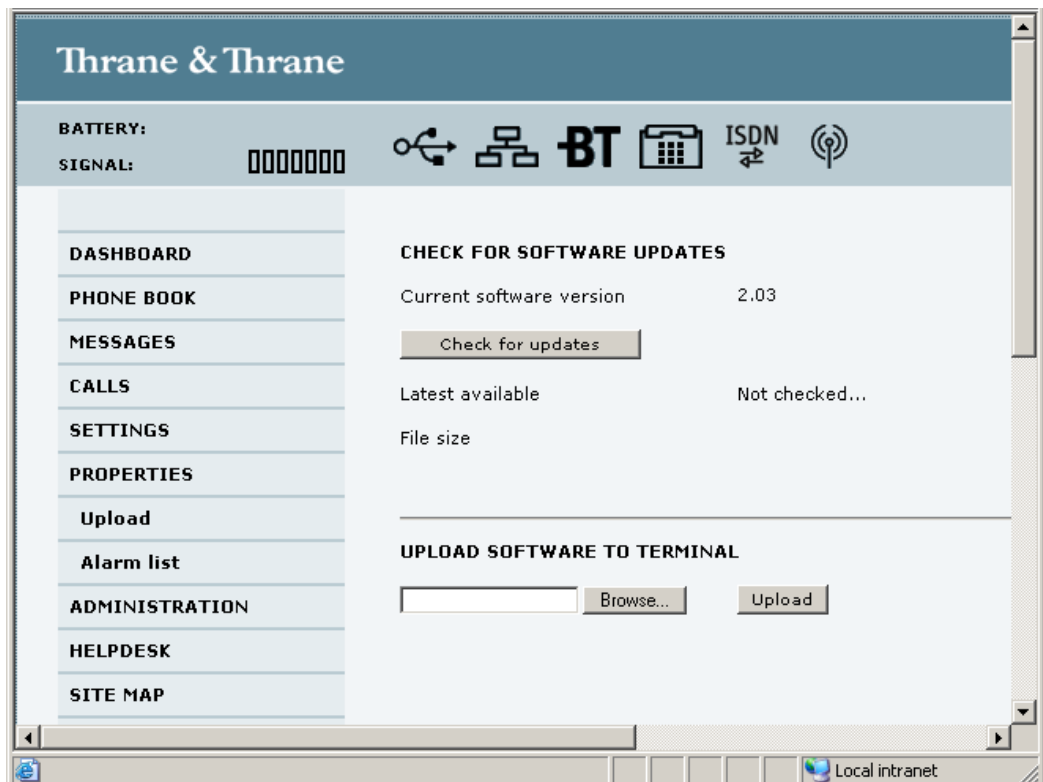 Thrane & Thrane
BATTERY:
SIGNAL:
BT
ISDN
DASHBOARD
PHONE BOOK
MESSAGES
CALLS
SETTINGS
PROPERTIES
Upload
Alarm list
ADMINISTRATION
HELPDESK
SITE MAP
CHECK FOR SOFTWARE UPDATES
Current software version 2.03
Check for updates
Latest available Not checked...
File size
UPLOAD SOFTWARE TO TERMINAL
Browse... Upload
Local intranet